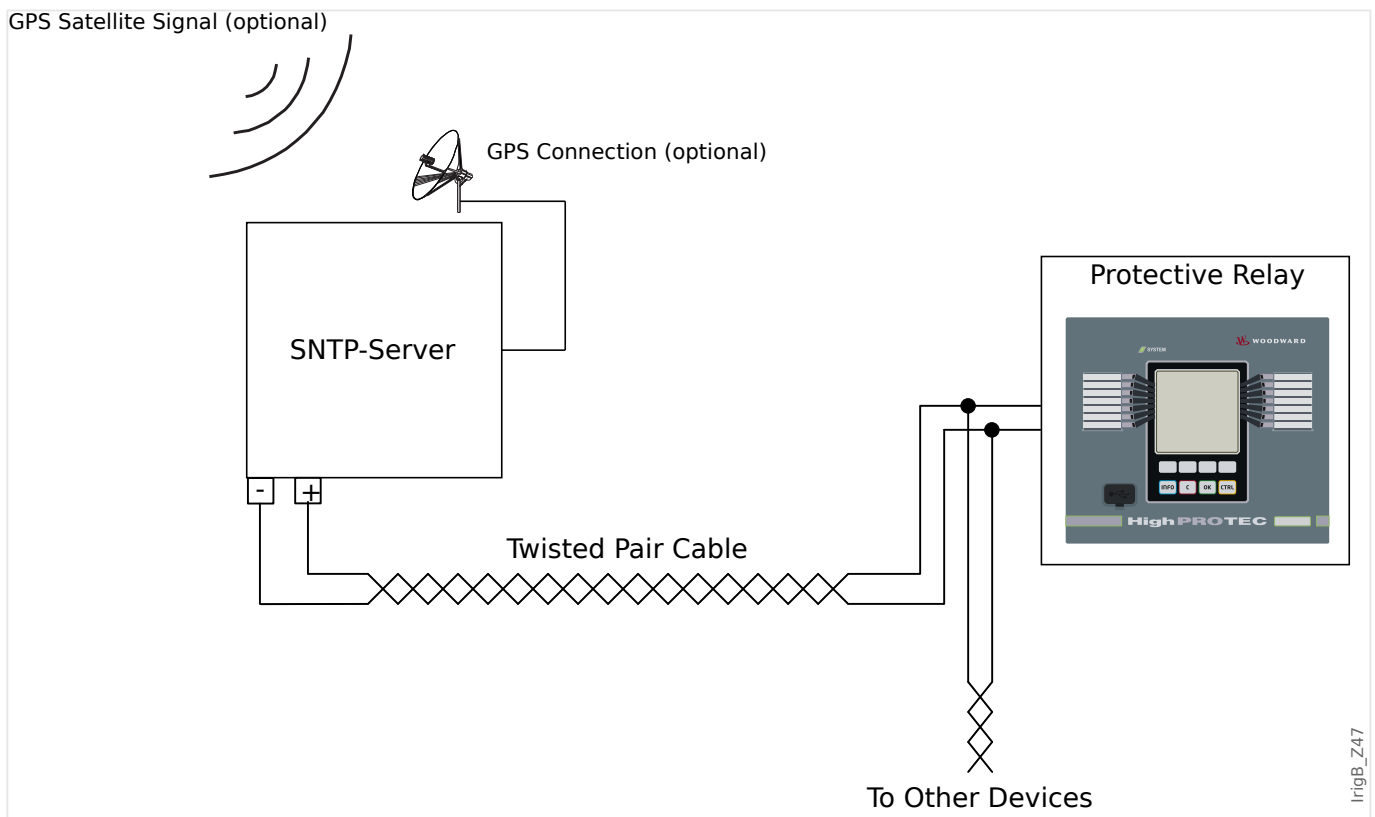 GPS Satellite Signal (optional)
GPS Connection (optional)
SNTP-Server
-
+
Twisted Pair Cable
Protective Relay
SYSTEM
WOODWARD
INFO C OK CTRL
HighPROTEC
To Other Devices
IrigB_Z47